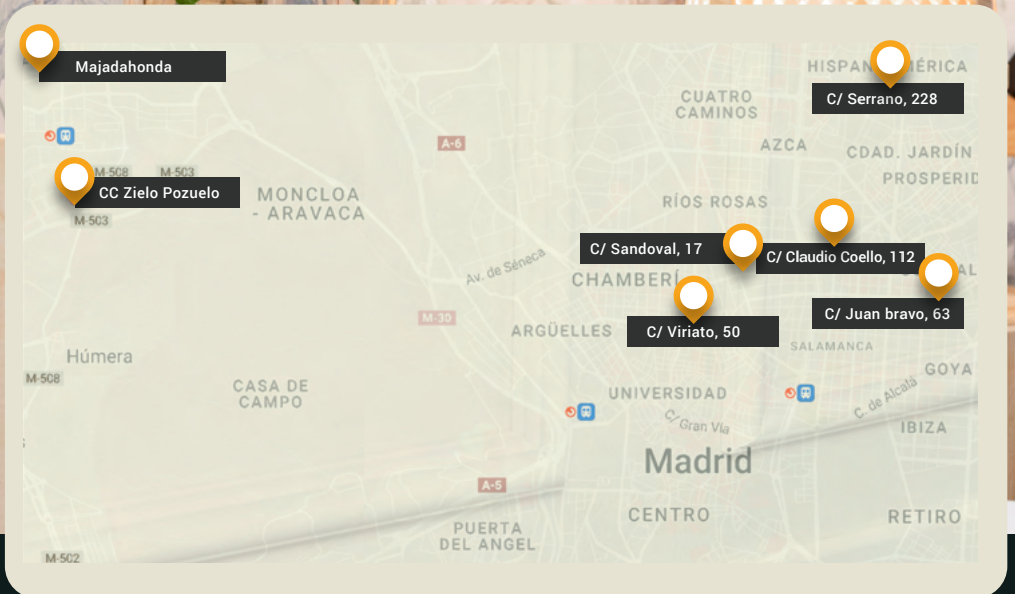 Majadahonda
C/ Serrano, 228
CUATRO
CAMINOS
A-6
AZCA
CDAD. JARDÍN
M-508
M-503
PROSPERID
CC Zielo Pozuelo
MONCLOA
- ARAVACA
RÍOS ROSAS
M-503
C/ Sandoval, 17
C/ Claudio Coello, 112
Av. de Séneca
CHAMBERÍ
C/ Juan bravo, 63
M-30
ARGÜELLES
C/ Viriato, 50
SALAMANCA
Húmera
GOYA
M-508
CASA DE
CAMPO
UNIVERSIDAD
C. de Alcalá
C/ Gran Vía
IBIZA
Madrid
A-5
CENTRO
RETIRO
PUERTA
DEL ANGEL
M-502